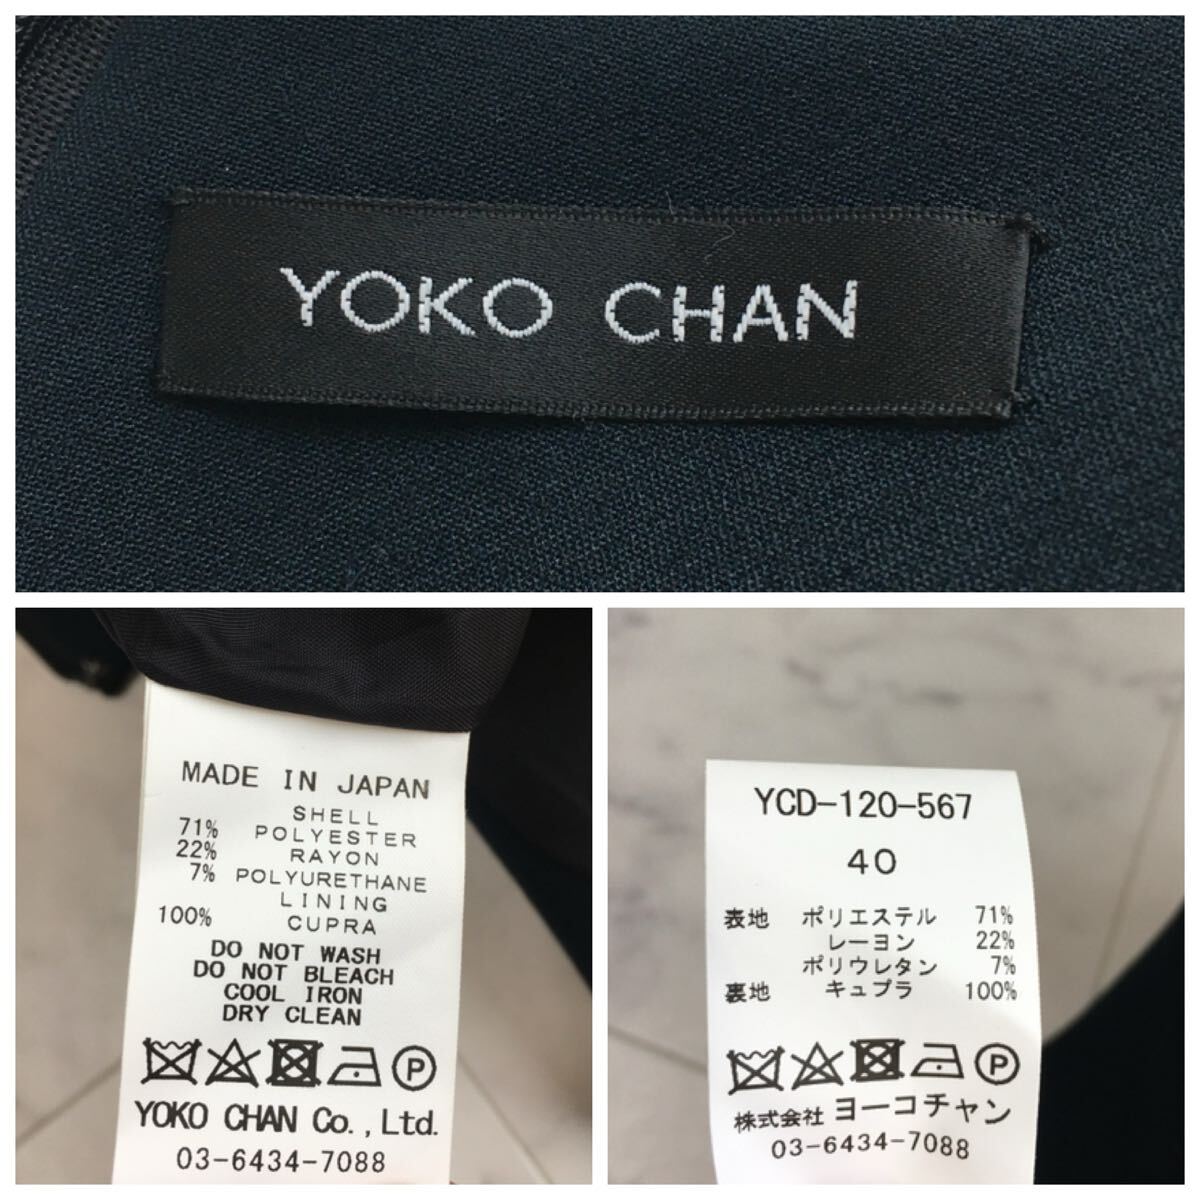 YOKO CHAN
MADE IN JAPAN
SHELL
71% POLYESTER
22% RAYON
7% POLYURETHANE
LINING
100% CUPRA
DO NOT WASH
DO NOT BLEACH
COOL IRON
DRY CLEAN
P
YOKO CHAN Co., Ltd.
03-6434-7088
YCD-120-567
40
表地 ポリエステル 71%
レーヨン 22%
ポリウレタン 7%
裏地 キュプラ 100%
P
株式会社 ヨーコチャン
03-6434-7088